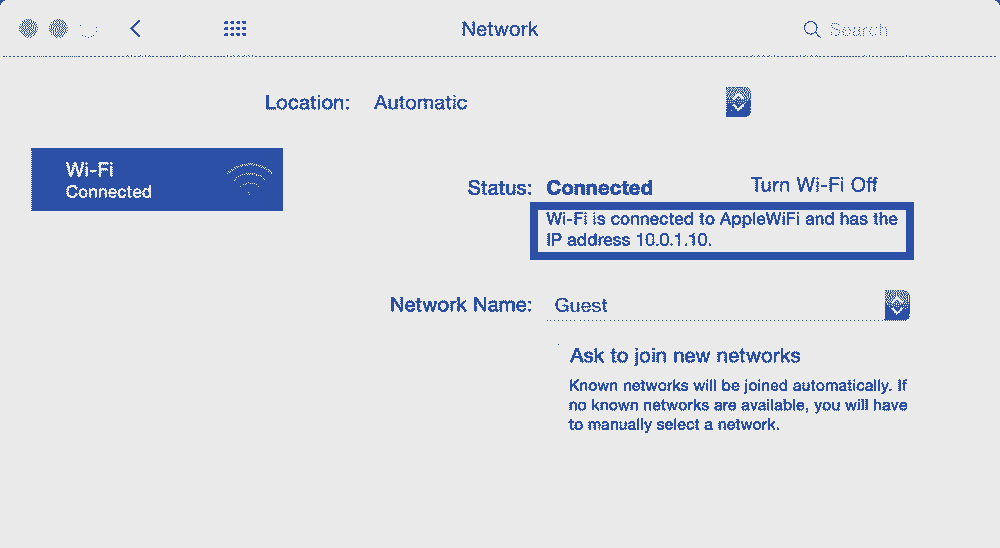 Network
Search
Location: Automatic
Wi-Fi
Connected
Status: Connected
Turn Wi-Fi Off
Wi-Fi is connected to AppleWiFi and has the
IP address 10.0.1.10.
Network Name: Guest
Ask to join new networks
Known networks will be joined automatically. If
no known networks are available, you will have
to manually select a network.